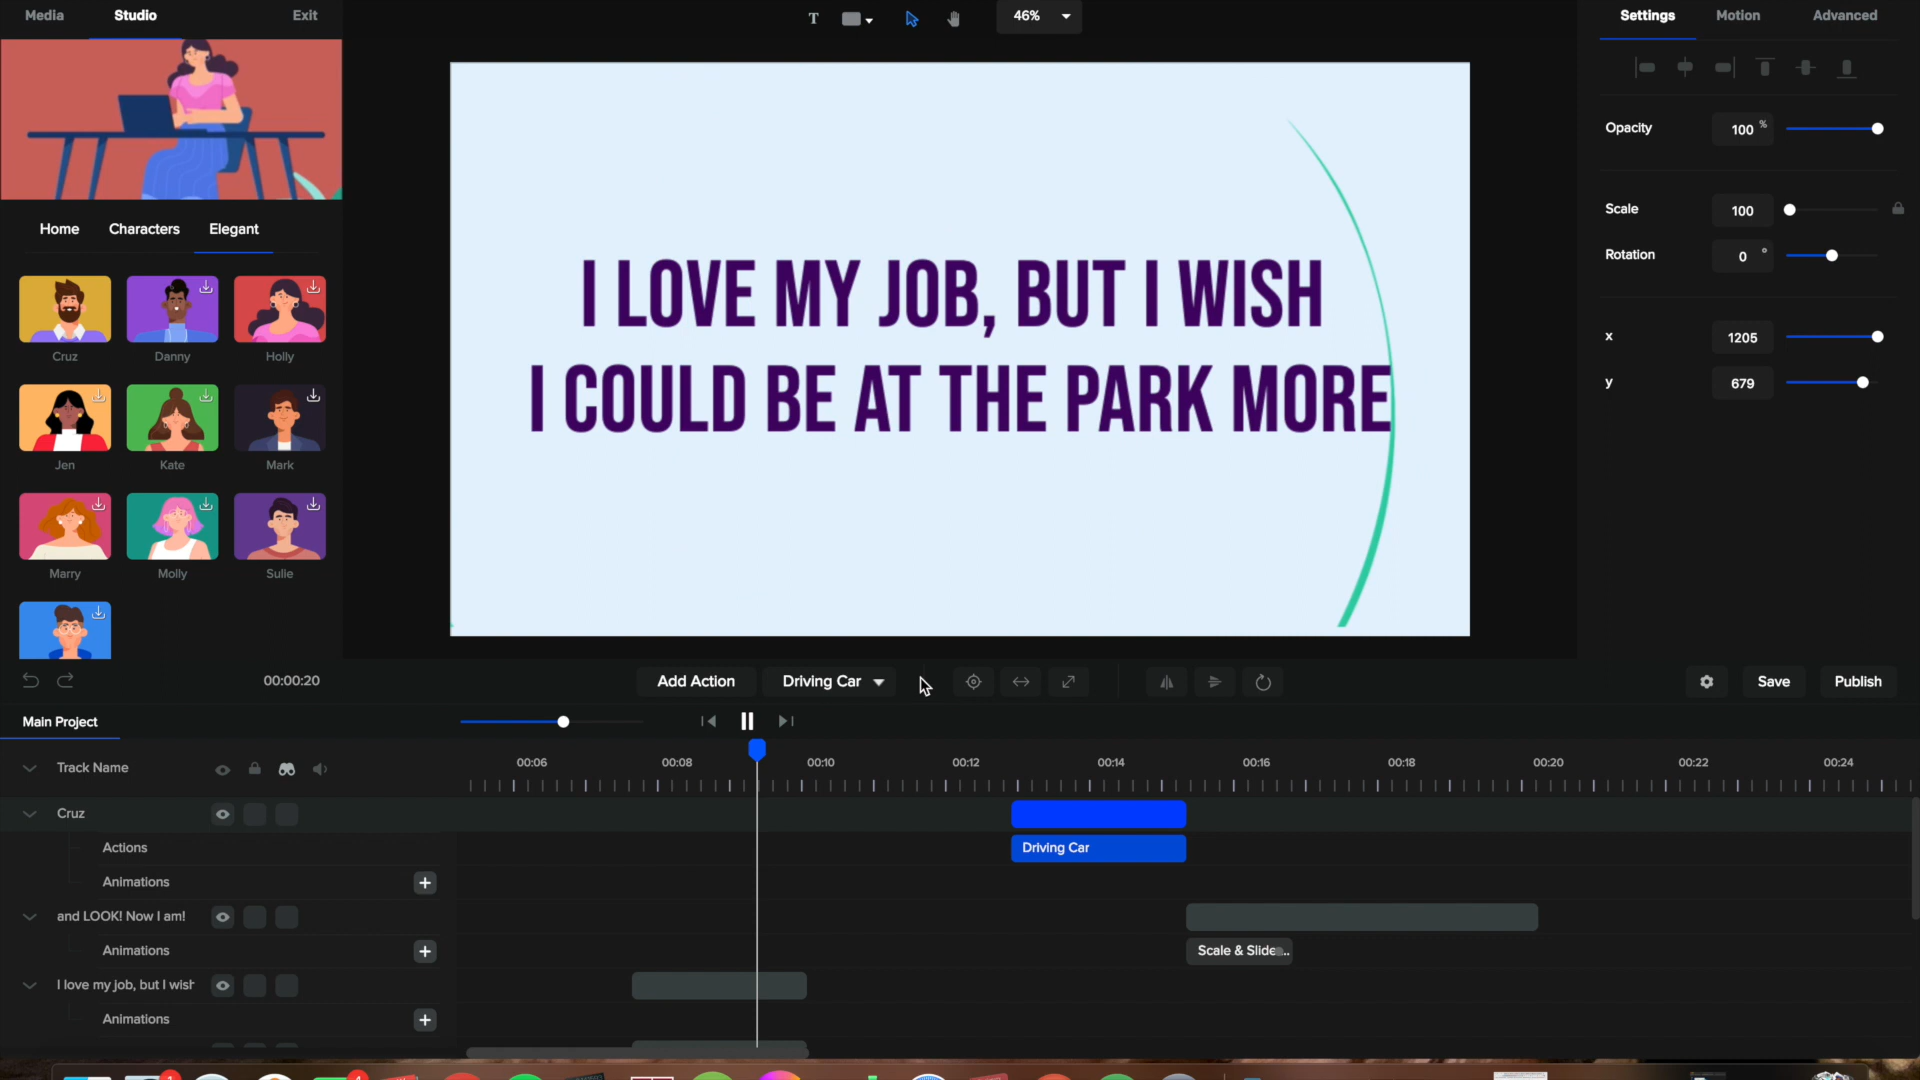 Media Studio Exit
T 46%
Settings Motion Advanced
I LOVE MY JOB, BUT I WISH
I COULD BE AT THE PARK MORE
Opacity 100 %
Scale 100
Rotation 0 °
x 1205
y 679
Home Characters Elegant
Cruz Danny Holly
Jen Kate Mark
Marry Molly Sulie
00:00:20
Add Action Driving Car
Save Publish
Main Project
Track Name
00:06 00:08 00:10 00:12 00:14 00:16 00:18 00:20 00:22 00:24
Cruz
Actions
Driving Car
Animations +
and LOOK! Now I am!
Animations +
Scale & Slide...
I love my job, but I wish
Animations +